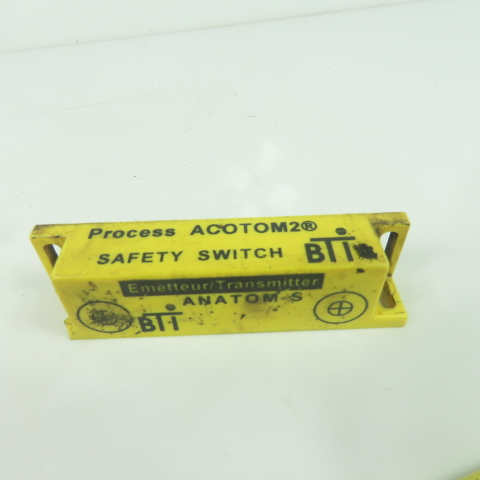 Process ACOTOM2®
SAFETY SWITCH BTi
Emetteur/Transmitter
ANATOM S
BTi